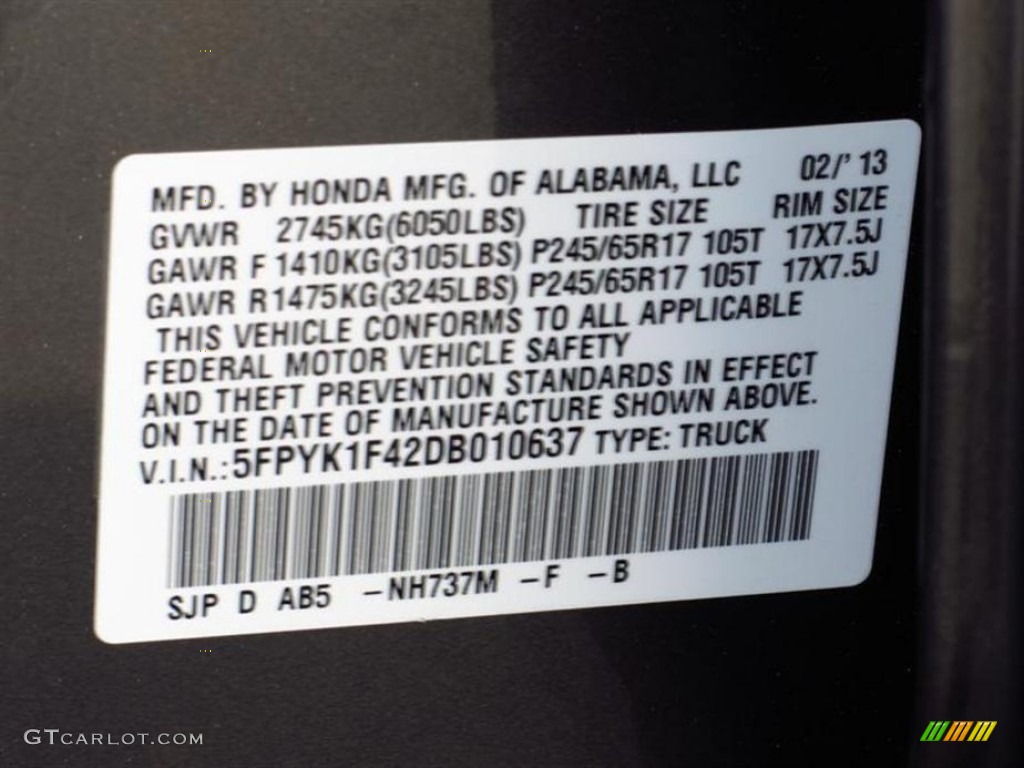 MFD. BY HONDA MFG. OF ALABAMA, LLC 02/' 13
GVWR 2745KG(6050LBS) TIRE SIZE RIM SIZE
GAWR F 1410KG(3105LBS) P245/65R17 105T 17X7.5J
GAWR R 1475KG(3245LBS) P245/65R17 105T 17X7.5J
THIS VEHICLE CONFORMS TO ALL APPLICABLE
FEDERAL MOTOR VEHICLE SAFETY
AND THEFT PREVENTION STANDARDS IN EFFECT
ON THE DATE OF MANUFACTURE SHOWN ABOVE.
V.I.N.: 5FPYK1F42DB010637 TYPE: TRUCK
SJP D AB5 -NH737M -F -B
GTCARLOT.COM